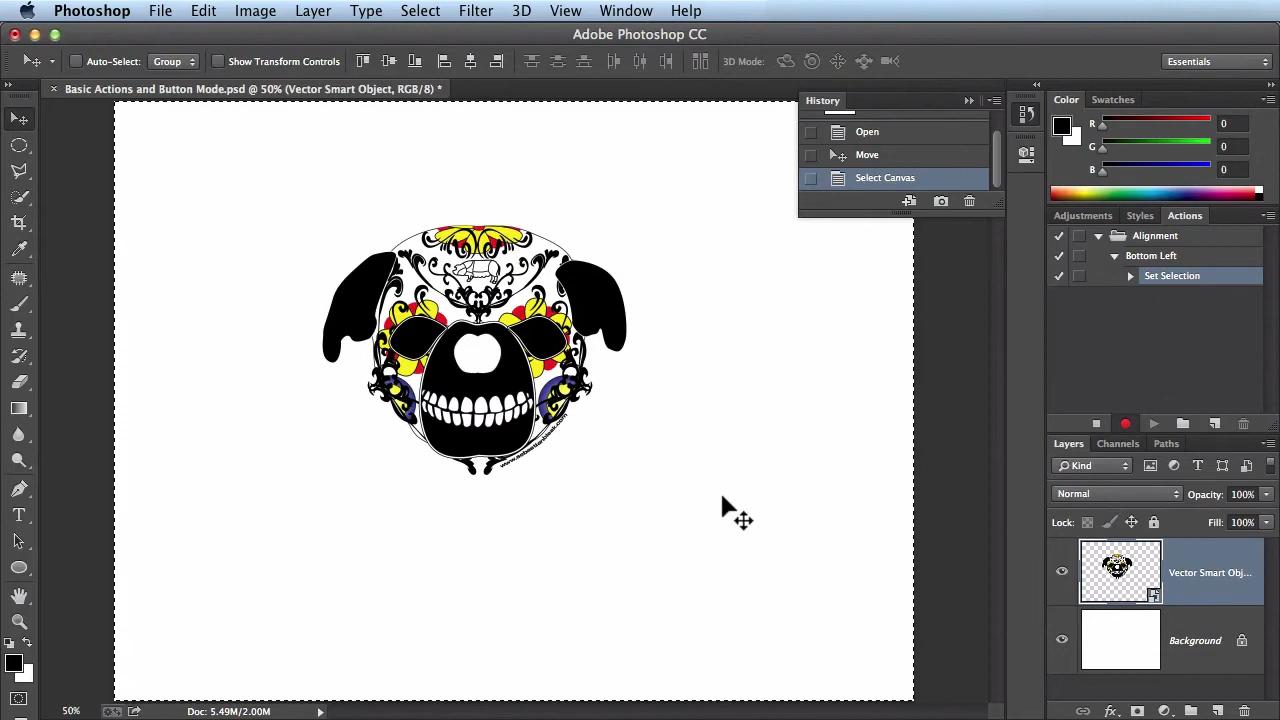 Photoshop File Edit Image Layer Type Select Filter 3D View Window Help
Adobe Photoshop CC
Auto-Select: Group Show Transform Controls 3D Mode: Essentials
Basic Actions and Button Mode.psd @ 50% (Vector Smart Object, RGB/8) *
History
Open
Move
Select Canvas
Color Swatches
R 0
G 0
B 0
Adjustments Styles Actions
Alignment
Bottom Left
Set Selection
Layers Channels Paths
Kind
Normal Opacity: 100%
Lock: Fill: 100%
Vector Smart Obj...
Background
50% Doc: 5.49M/2.00M